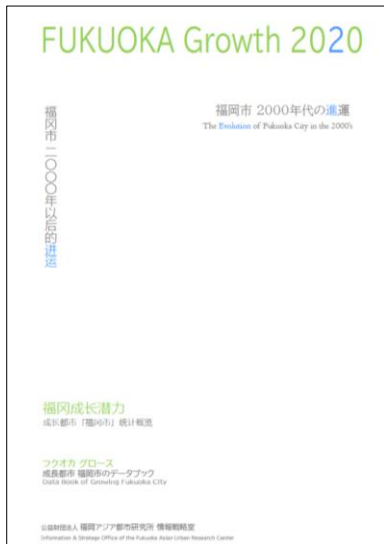 FUKUOKA Growth 2020
福岡市 2000年代の進運
The Evolution of Fukuoka City in the 2000's
福冈市 二〇〇〇年以后的进运
福冈成长潜力
成长都市「福冈市」统计概览
フクオカ グロース
成長都市 福岡市のデータブック
Data Book of Growing Fukuoka City
公益財団法人 福岡アジア都市研究所 情報戦略室
Information & Strategy Office of the Fukuoka Asian Urban Research Center